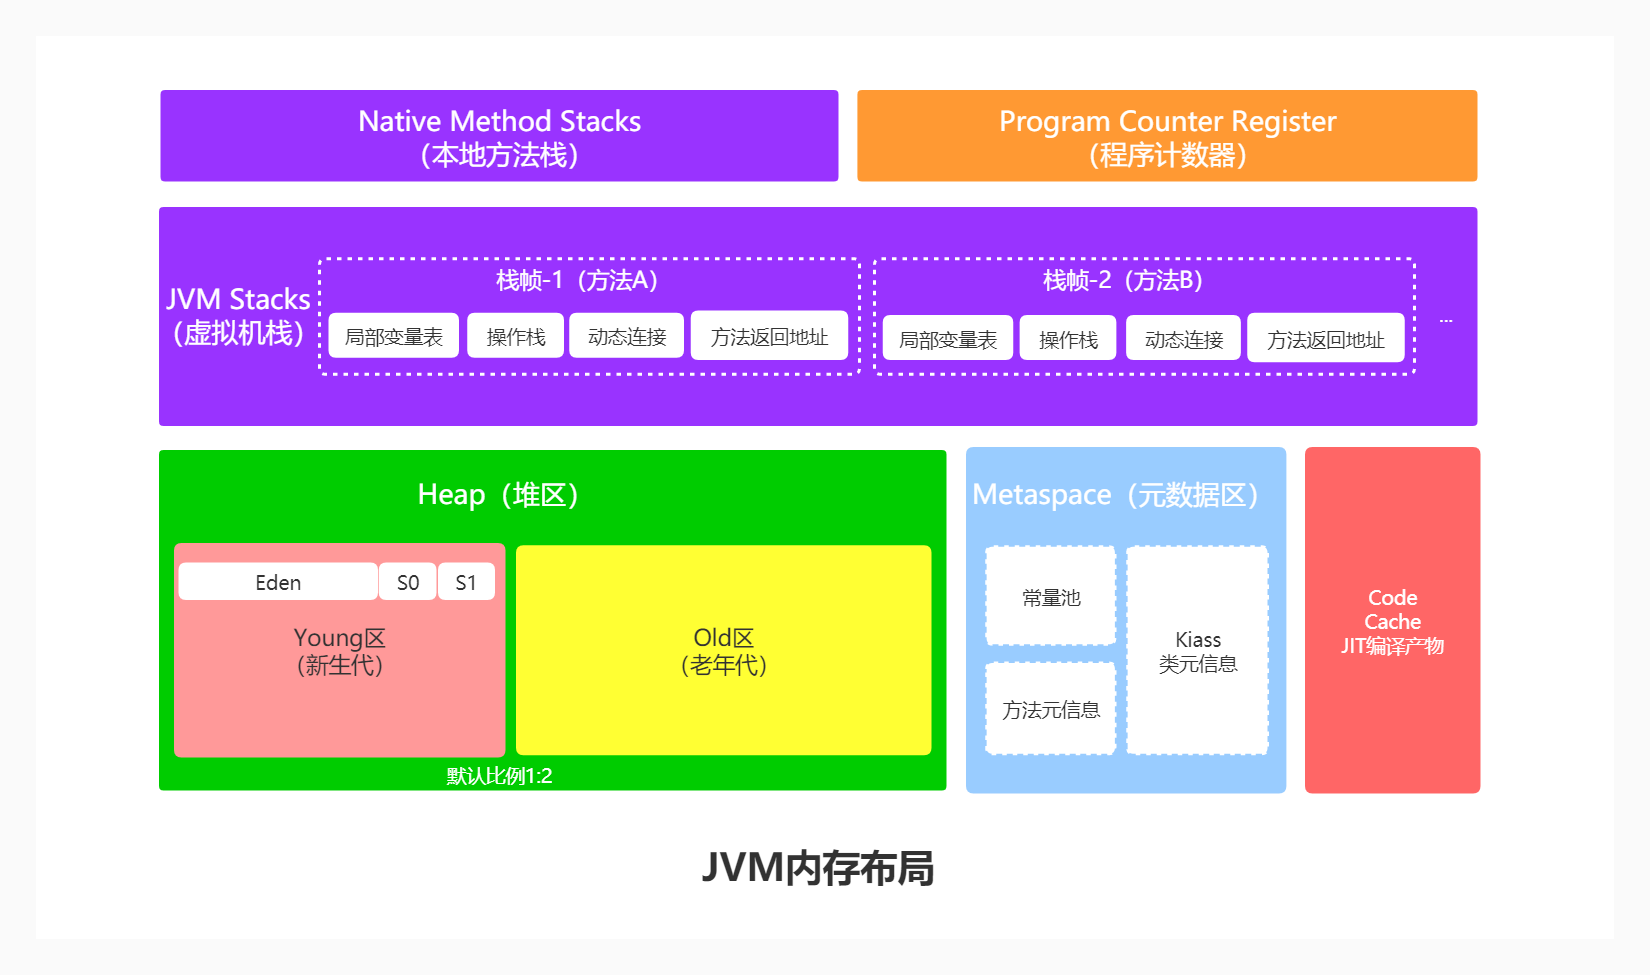 Native Method Stacks
（本地方法栈）
Program Counter Register
（程序计数器）
JVM Stacks
（虚拟机栈）
栈帧-1（方法A）
局部变量表
操作栈
动态连接
方法返回地址
栈帧-2（方法B）
局部变量表
操作栈
动态连接
方法返回地址
...
Heap（堆区）
Eden
S0
S1
Young区
（新生代）
Old区
（老年代）
默认比例1:2
Metaspace（元数据区）
常量池
方法元信息
Kiass
类元信息
Code
Cache
JIT编译产物
JVM内存布局